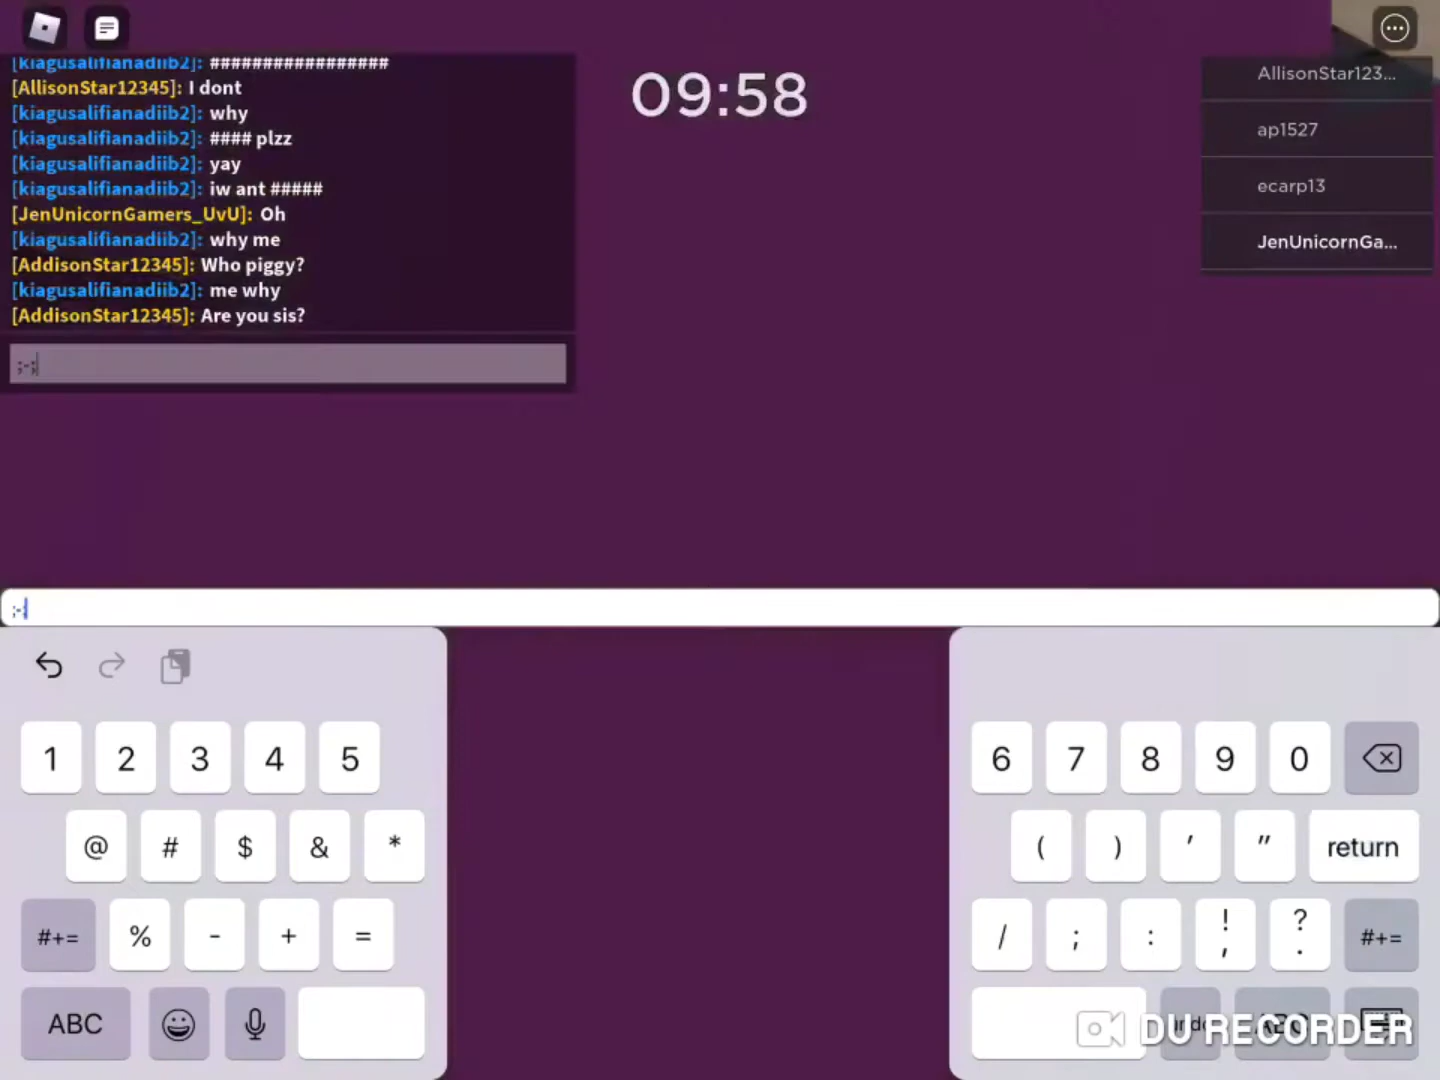 [kiagusalifianadiib2]: #################
[AllisonStar12345]: I dont
[kiagusalifianadiib2]: why
[kiagusalifianadiib2]: #### plzz
[kiagusalifianadiib2]: yay
[kiagusalifianadiib2]: iw ant #####
[JenUnicornGamers_UvU]: Oh
[kiagusalifianadiib2]: why me
[AddisonStar12345]: Who piggy?
[kiagusalifianadiib2]: me why
[AddisonStar12345]: Are you sis?
;-;
09:58
AllisonStar123...
ap1527
ecarp13
JenUnicornGa...
;-;
1 2 3 4 5
@ # $ & *
#+= % - + =
ABC
6 7 8 9 0
( ) ' " return
/ ; : ! , ? . #+=
undo ABC
DU RECORDER